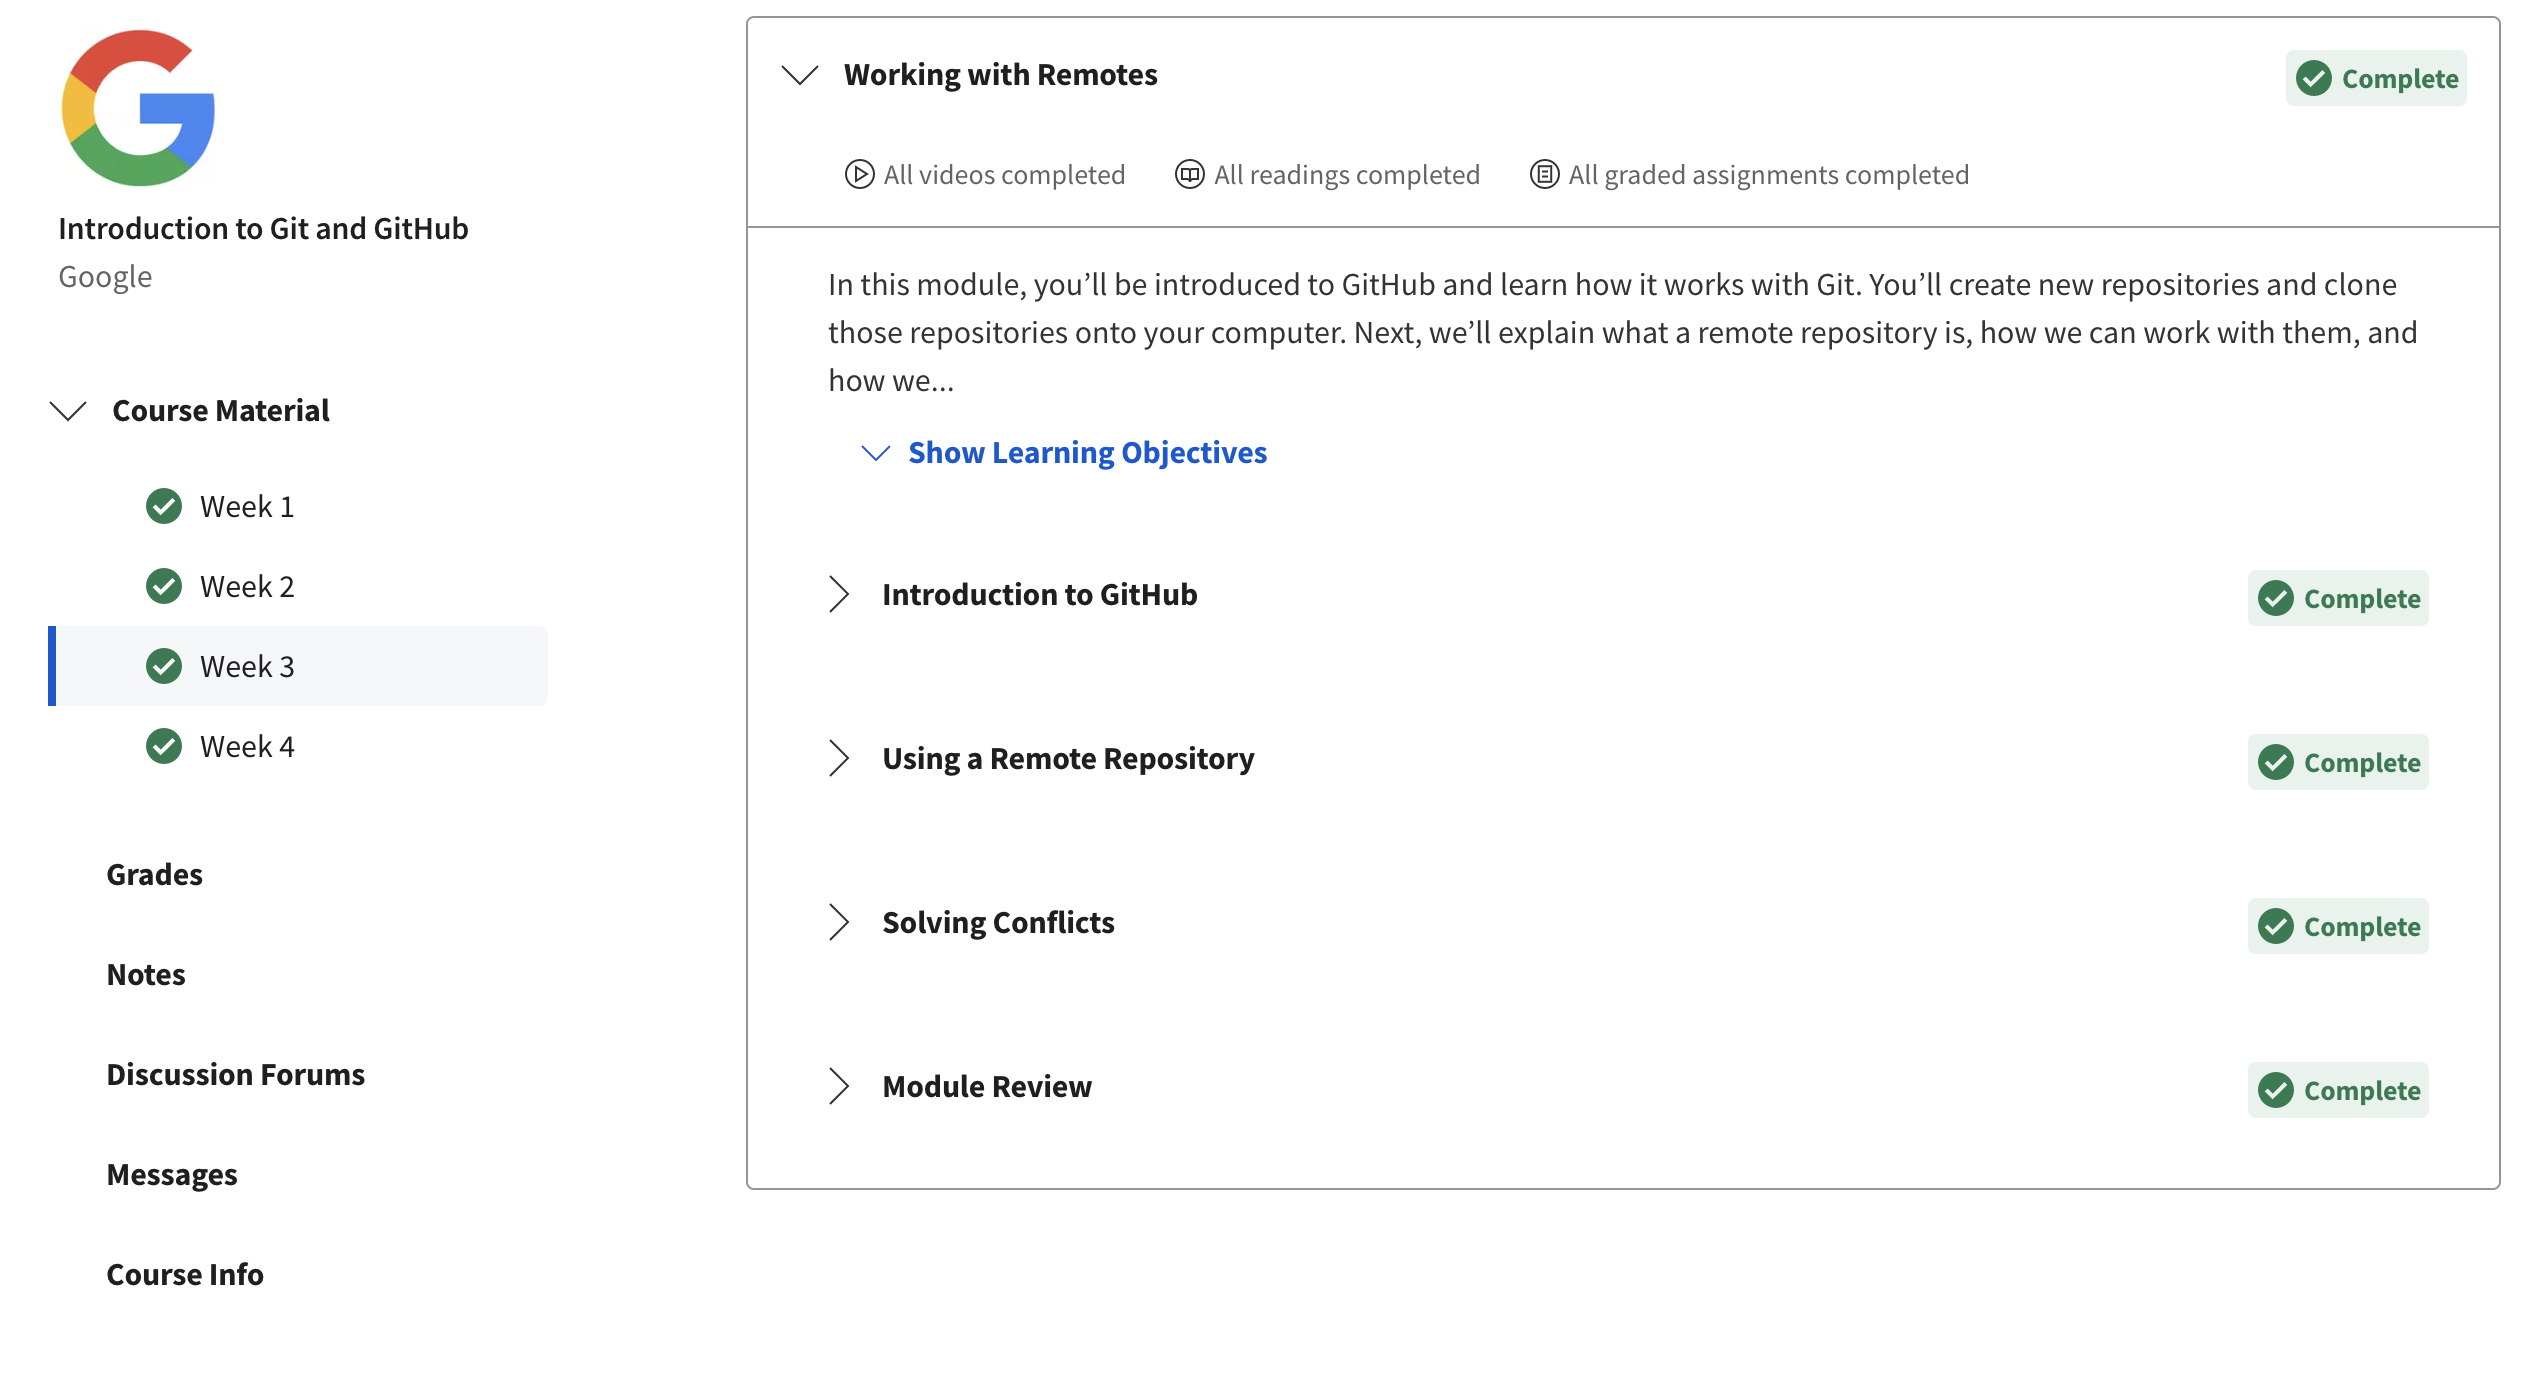 Introduction to Git and GitHub
Google
Course Material
Week 1
Week 2
Week 3
Week 4
Grades
Notes
Discussion Forums
Messages
Course Info
Working with Remotes
Complete
All videos completed
All readings completed
All graded assignments completed
In this module, you’ll be introduced to GitHub and learn how it works with Git. You’ll create new repositories and clone
those repositories onto your computer. Next, we’ll explain what a remote repository is, how we can work with them, and
how we...
Show Learning Objectives
Introduction to GitHub
Complete
Using a Remote Repository
Complete
Solving Conflicts
Complete
Module Review
Complete